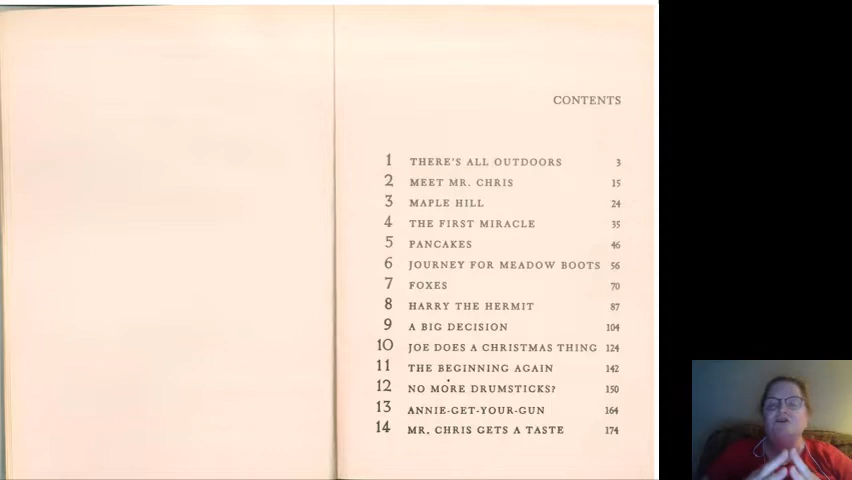 CONTENTS
1 THERE'S ALL OUTDOORS 3
2 MEET MR. CHRIS 15
3 MAPLE HILL 24
4 THE FIRST MIRACLE 35
5 PANCAKES 46
6 JOURNEY FOR MEADOW BOOTS 56
7 FOXES 70
8 HARRY THE HERMIT 87
9 A BIG DECISION 104
10 JOE DOES A CHRISTMAS THING 124
11 THE BEGINNING AGAIN 142
12 NO MORE DRUMSTICKS? 150
13 ANNIE-GET-YOUR-GUN 164
14 MR. CHRIS GETS A TASTE 174